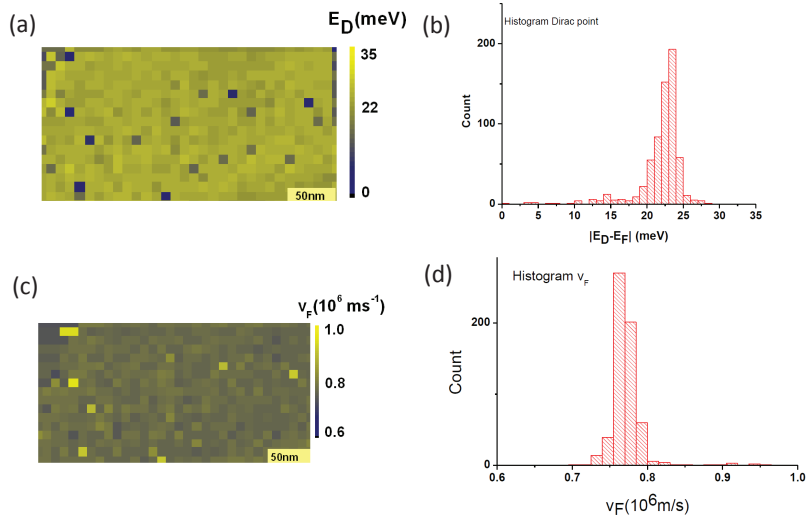 (a)
E_D(meV)
35
22
0
50nm
(b)
Histogram Dirac point
200
100
0
Count
0 5 10 15 20 25 30 35
|E_D-E_F| (meV)
(c)
v_F(10^6 ms^-1)
1.0
0.8
0.6
50nm
(d)
Histogram v_F
200
0
Count
0.6 0.7 0.8 0.9 1.0
v_F(10^6m/s)